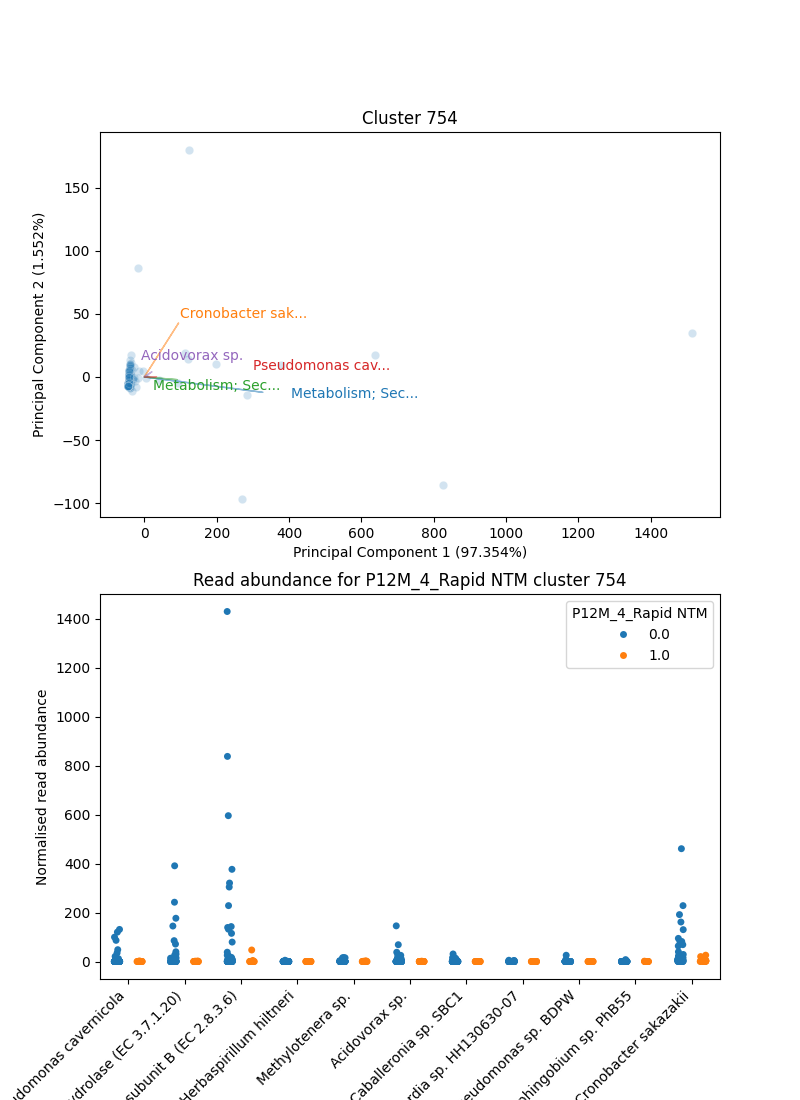 Cluster 754
Principal Component 2 (1.552%)
150
100
50
0
−50
−100
Cronobacter sak...
Acidovorax sp.
Pseudomonas cav...
Metabolism; Sec...
Metabolism; Sec...
0 200 400 600 800 1000 1200 1400
Principal Component 1 (97.354%)
Read abundance for P12M_4_Rapid NTM cluster 754
Normalised read abundance
1400
1200
1000
800
600
400
200
0
P12M_4_Rapid NTM
0.0
1.0
udomonas cavernicola
ydrolase (EC 3.7.1.20)
subunit B (EC 2.8.3.6)
Herbaspirillum hiltneri
Methylotenera sp.
Acidovorax sp.
Caballeronia sp. SBC1
rdia sp. HH130630-07
eudomonas sp. BDPW
phingobium sp. PhB55
Cronobacter sakazakii